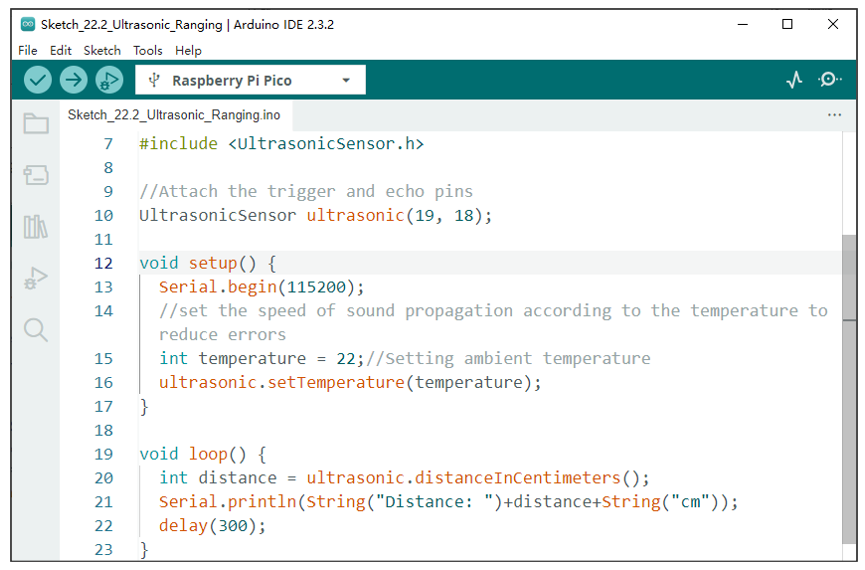 Sketch_22.2_Ultrasonic_Ranging | Arduino IDE 2.3.2
File Edit Sketch Tools Help
Raspberry Pi Pico
Sketch_22.2_Ultrasonic_Ranging.ino
7 #include <UltrasonicSensor.h>
8
9 //Attach the trigger and echo pins
10 UltrasonicSensor ultrasonic(19, 18);
11
12 void setup() {
13 Serial.begin(115200);
14 //set the speed of sound propagation according to the temperature to
reduce errors
15 int temperature = 22;//Setting ambient temperature
16 ultrasonic.setTemperature(temperature);
17 }
18
19 void loop() {
20 int distance = ultrasonic.distanceInCentimeters();
21 Serial.println(String("Distance: ")+distance+String("cm"));
22 delay(300);
23 }